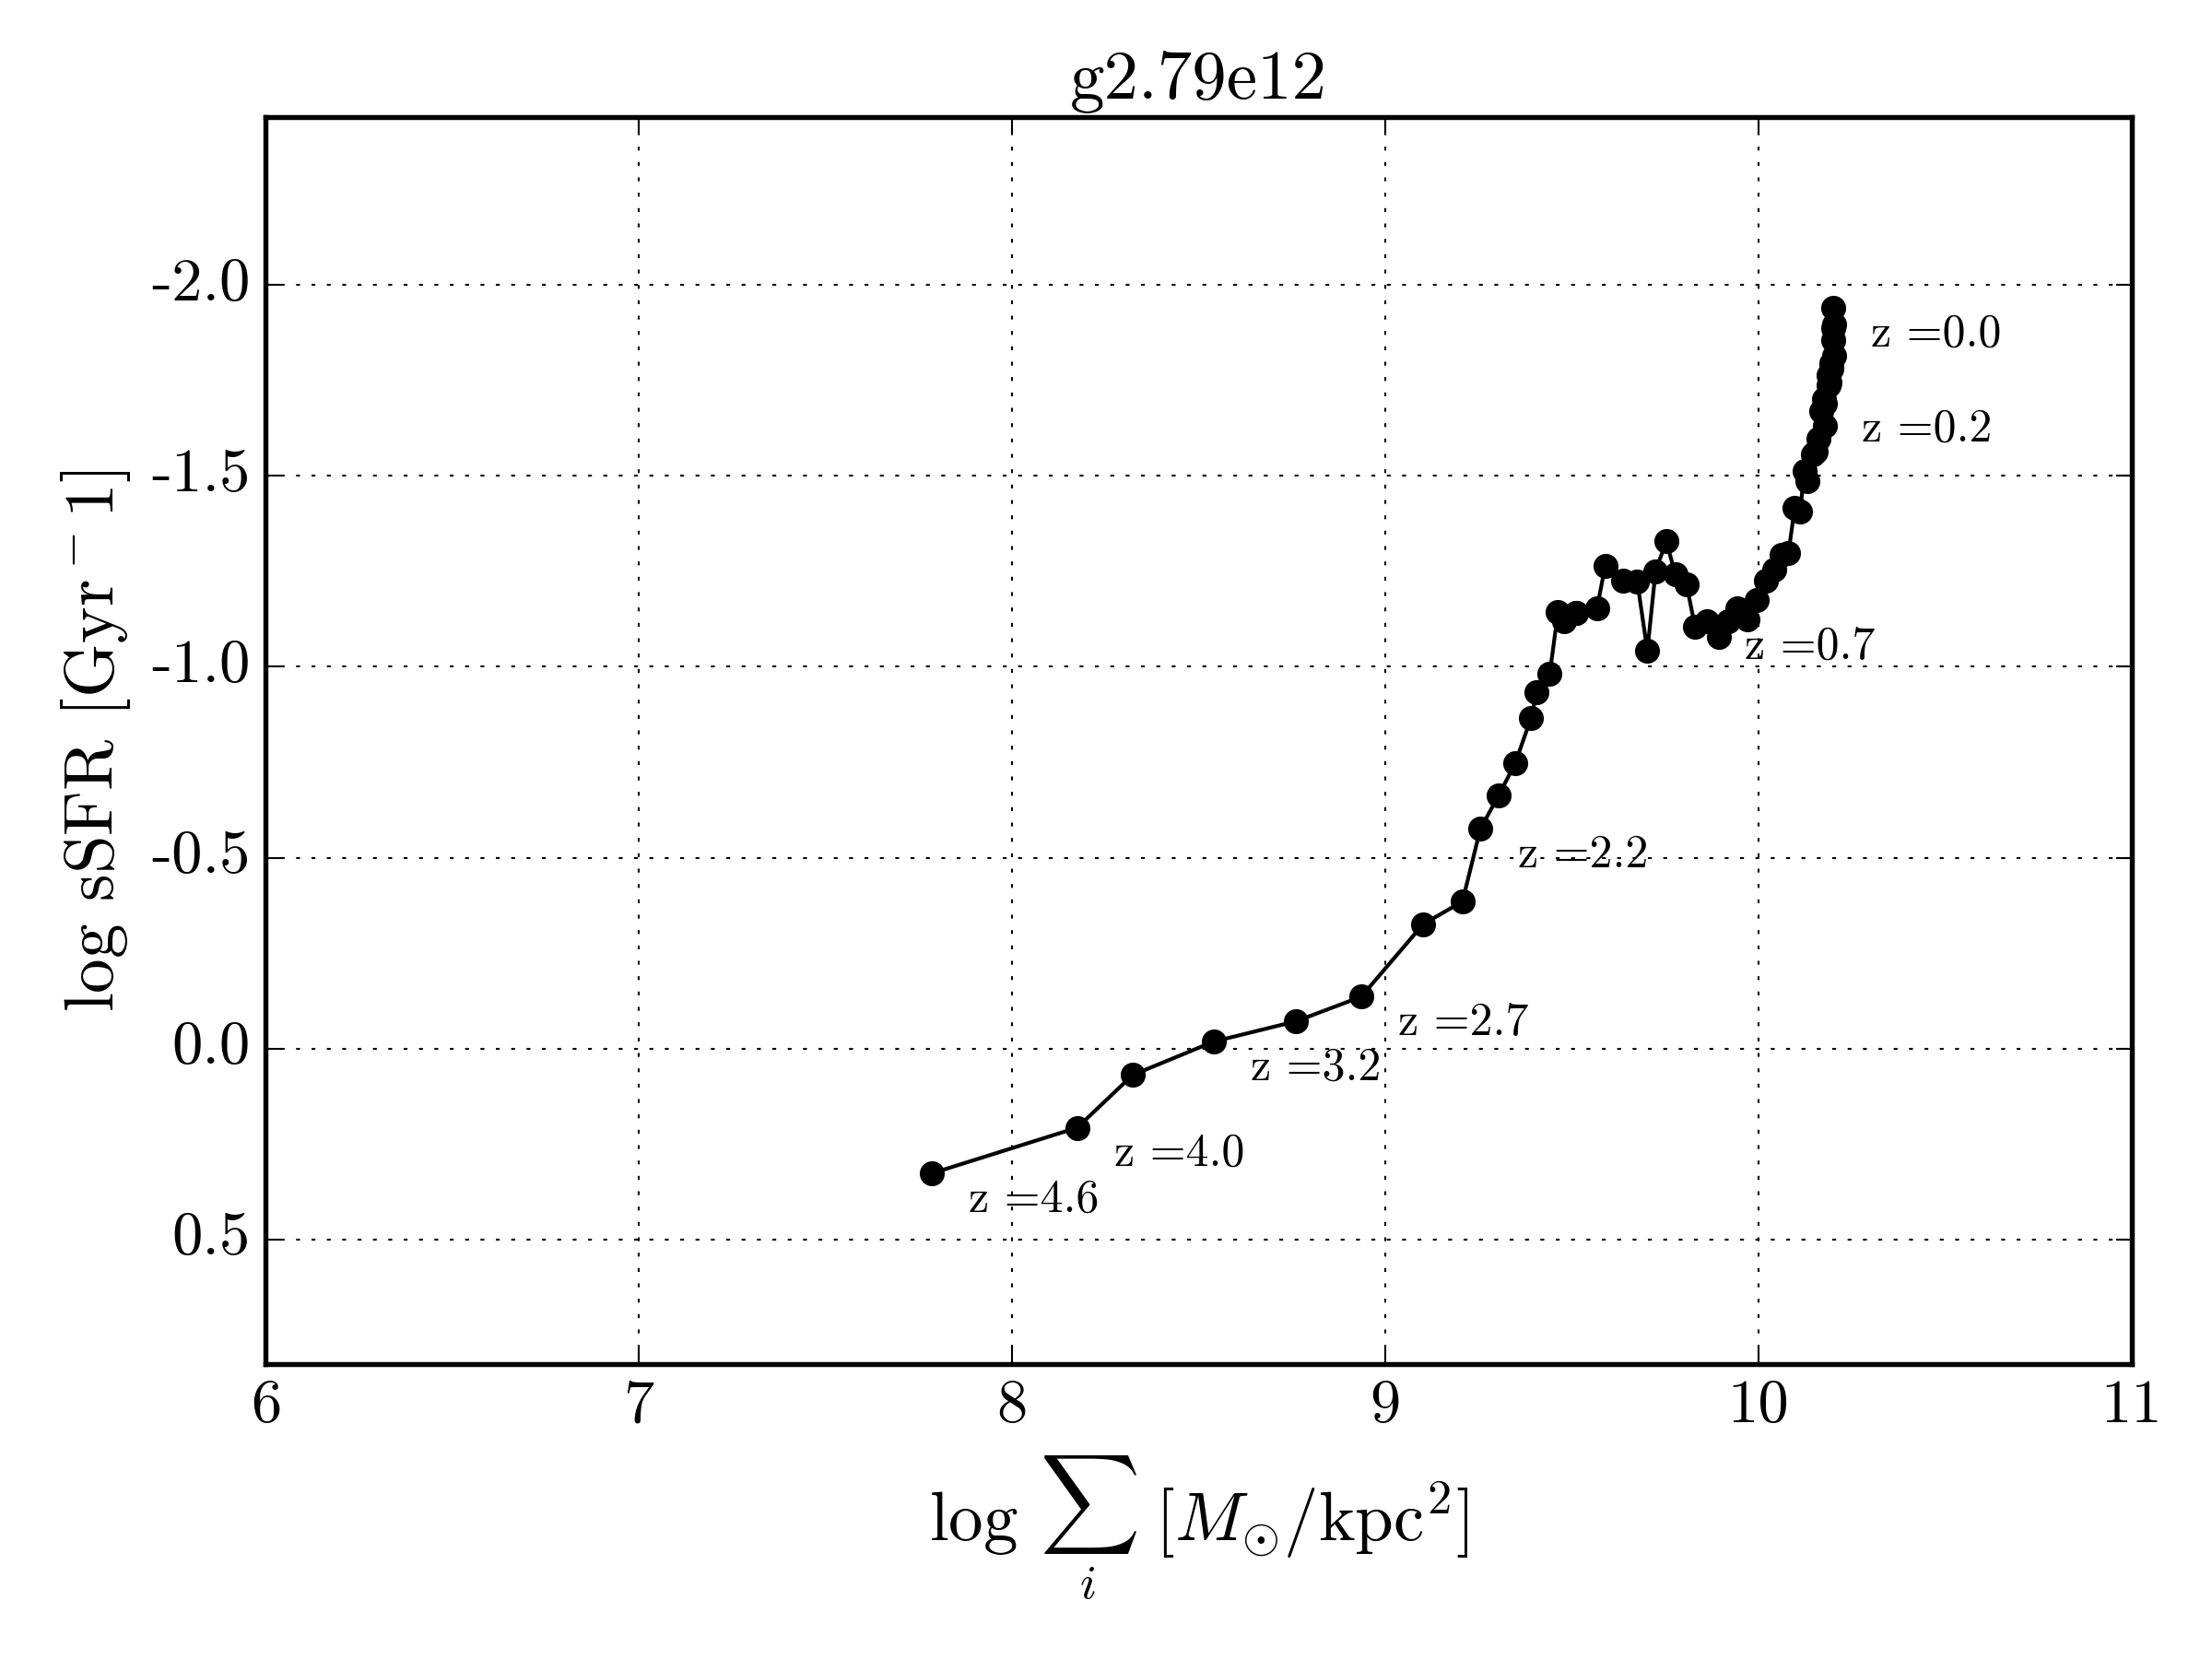 g2.79e12
log sSFR [Gyr⁻1]
-2.0
-1.5
-1.0
-0.5
0.0
0.5
z =0.0
z =0.2
z =0.7
z =2.2
z =2.7
z =3.2
z =4.0
z =4.6
6 7 8 9 10 11
log ∑ᵢ [M⊙/kpc²]